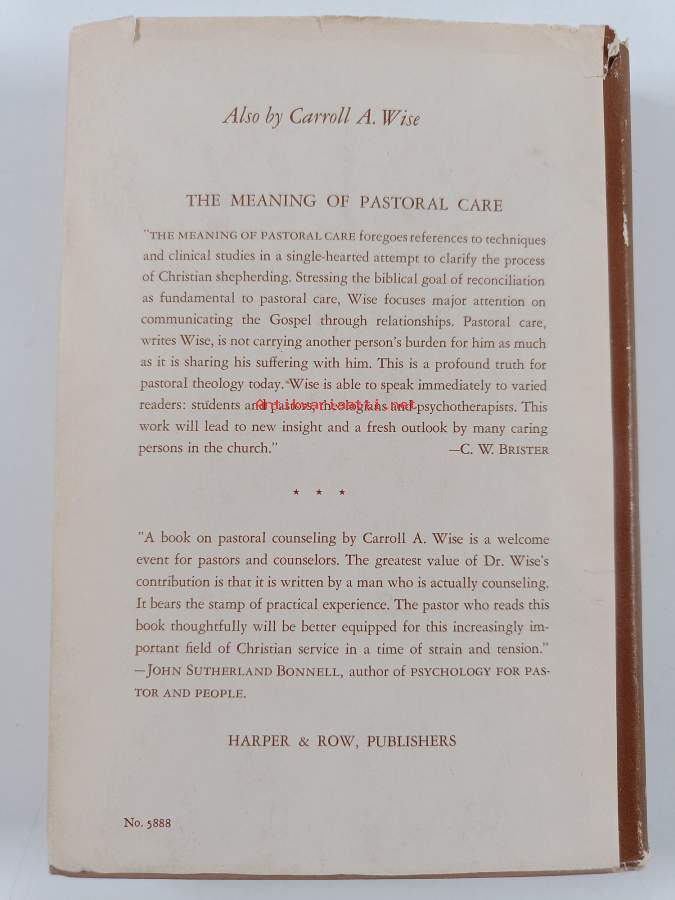 Also by Carroll A. Wise
THE MEANING OF PASTORAL CARE
"THE MEANING OF PASTORAL CARE foregoes references to techniques
and clinical studies in a single-hearted attempt to clarify the process
of Christian shepherding. Stressing the biblical goal of reconciliation
as fundamental to pastoral care, Wise focuses major attention on
communicating the Gospel through relationships. Pastoral care,
writes Wise, is not carrying another person's burden for him as much
as it is sharing his suffering with him. This is a profound truth for
pastoral theology today. Wise is able to speak immediately to varied
readers: students and pastors, theologians and psychotherapists. This
antikvariaatti.net
work will lead to new insight and a fresh outlook by many caring
persons in the church." —C. W. BRISTER
★ ★ ★
"A book on pastoral counseling by Carroll A. Wise is a welcome
event for pastors and counselors. The greatest value of Dr. Wise's
contribution is that it is written by a man who is actually counseling.
It bears the stamp of practical experience. The pastor who reads this
book thoughtfully will be better equipped for this increasingly im-
portant field of Christian service in a time of strain and tension."
—JOHN SUTHERLAND BONNELL, author of PSYCHOLOGY FOR PAS-
TOR AND PEOPLE.
HARPER & ROW, PUBLISHERS
No. 5888